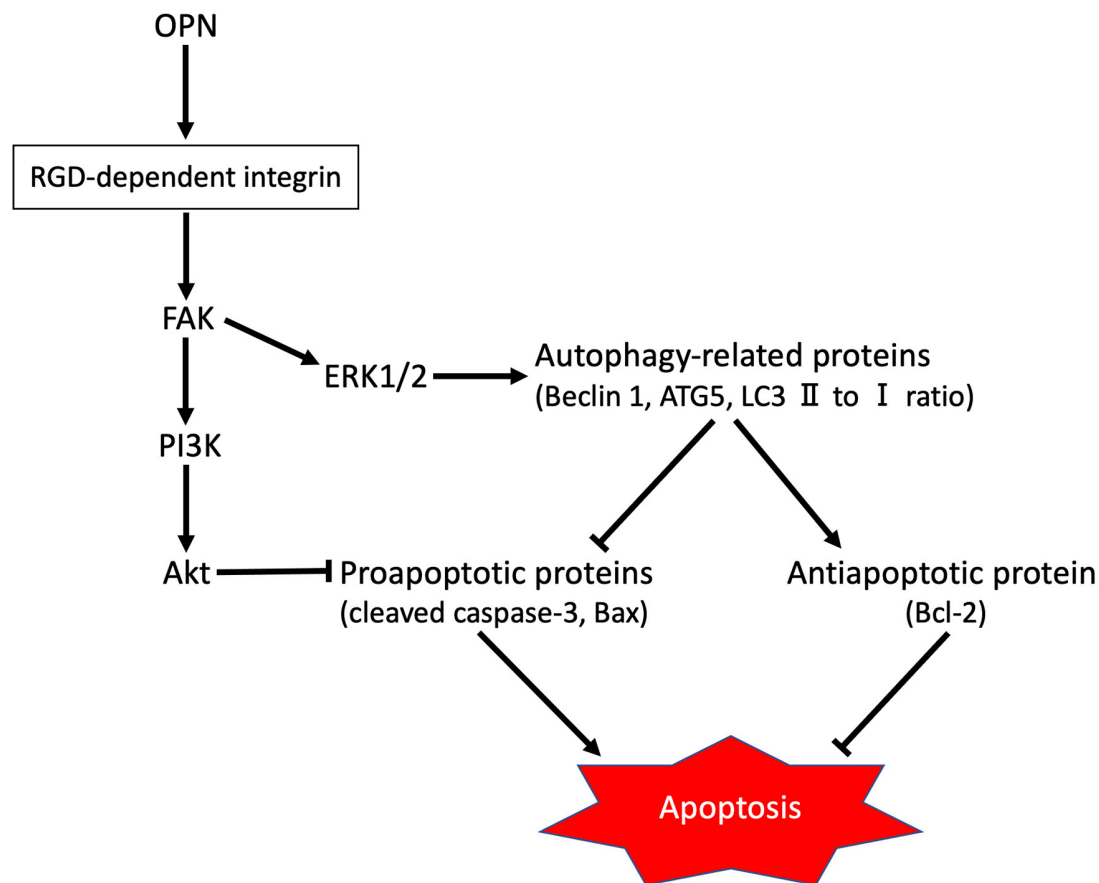 OPN
RGD-dependent integrin
FAK
ERK1/2
Autophagy-related proteins
(Beclin 1, ATG5, LC3 Ⅱ to Ⅰ ratio)
PI3K
Akt
Proapoptotic proteins
(cleaved caspase-3, Bax)
Antiapoptotic protein
(Bcl-2)
Apoptosis